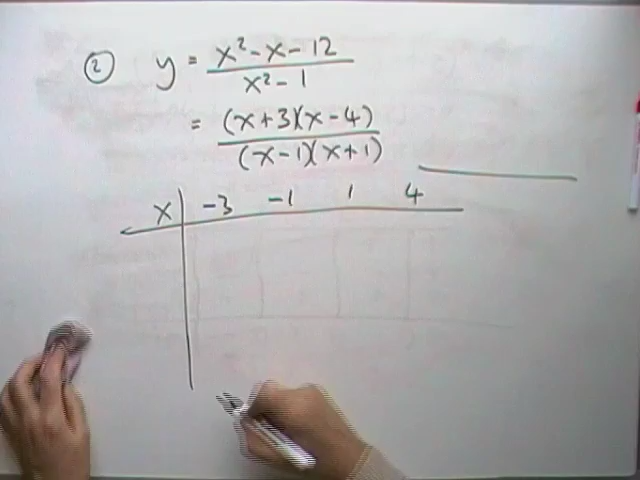 ② y = x² - x - 12 / x² - 1
= (x+3)(x-4) / (x-1)(x+1)
x -3 -1 1 4